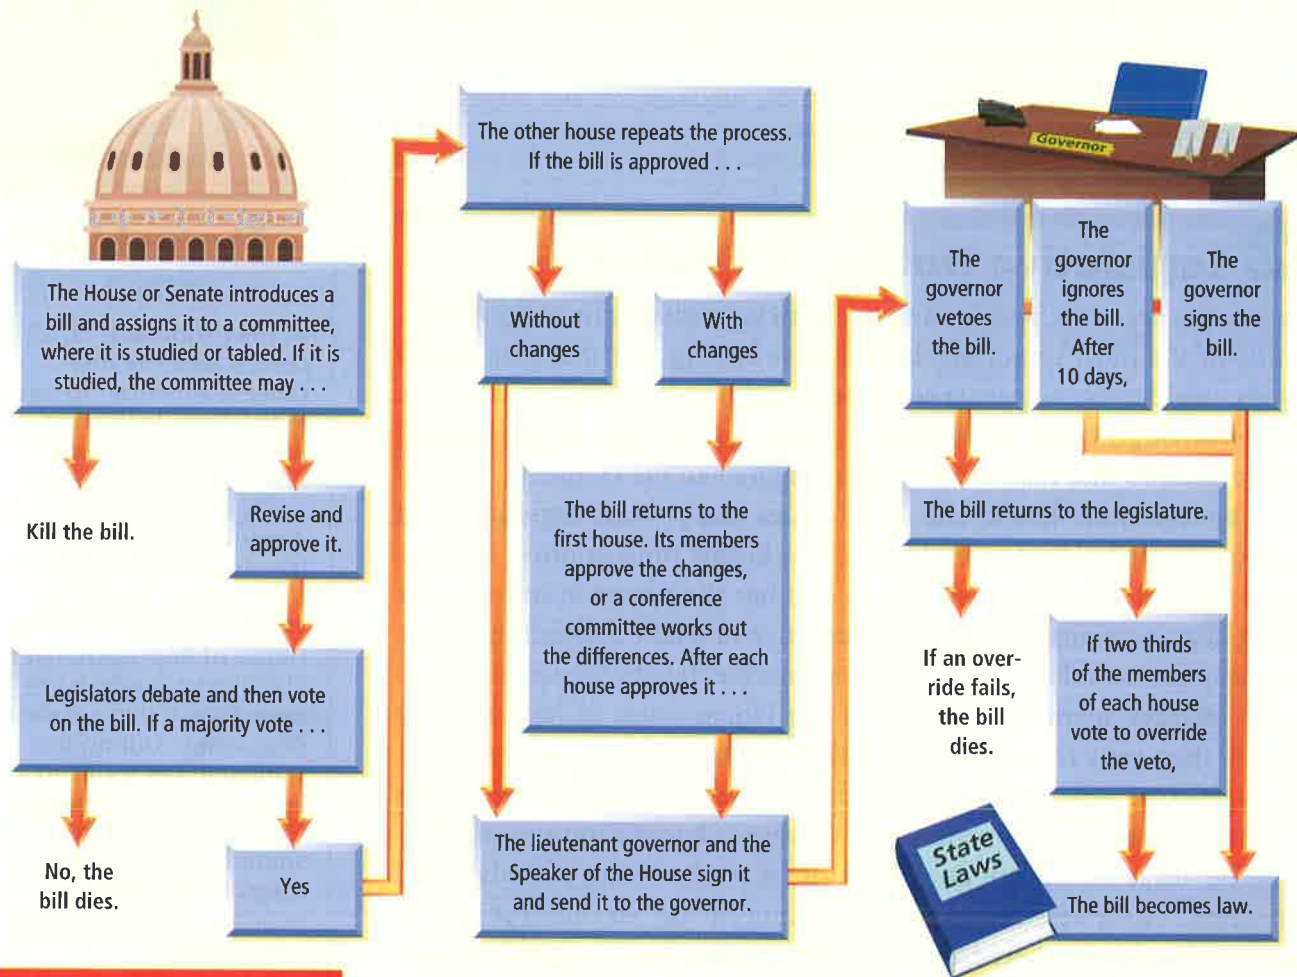 The House or Senate introduces a
bill and assigns it to a committee,
where it is studied or tabled. If it is
studied, the committee may . . .
Kill the bill.
Revise and
approve it.
Legislators debate and then vote
on the bill. If a majority vote . . .
No, the
bill dies.
Yes
The other house repeats the process.
If the bill is approved . . .
Without
changes
With
changes
The bill returns to the
first house. Its members
approve the changes,
or a conference
committee works out
the differences. After each
house approves it . . .
The lieutenant governor and the
Speaker of the House sign it
and send it to the governor.
Governor
The
governor
vetoes
the bill.
The
governor
ignores
the bill.
After
10 days,
The
governor
signs the
bill.
The bill returns to the legislature.
If an over-
ride fails,
the bill
dies.
If two thirds
of the members
of each house
vote to override
the veto,
State
Laws
The bill becomes law.